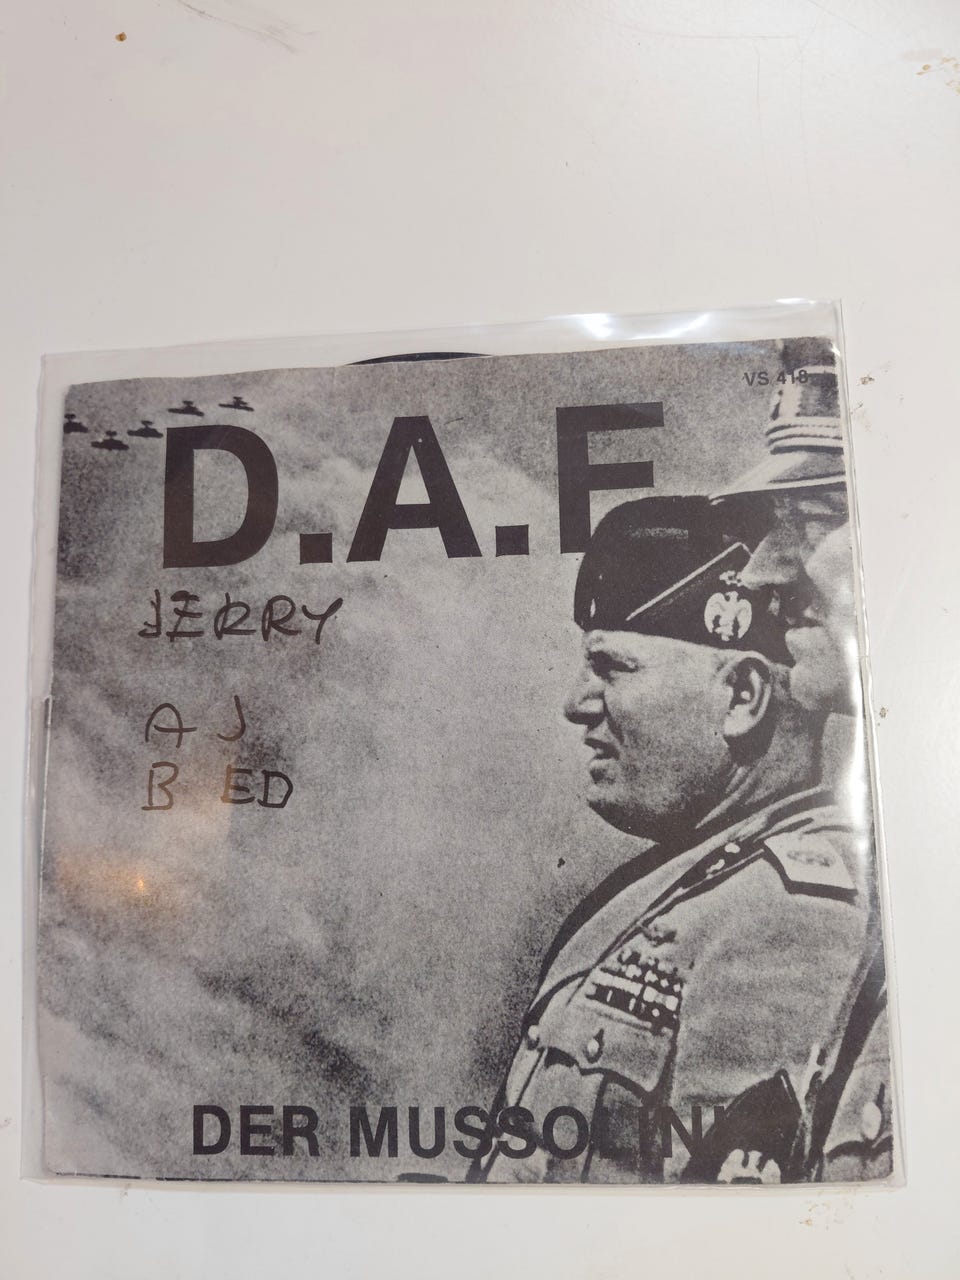 VS 418
D.A.F
JERRY
A J
B ED
DER MUSSOLINI